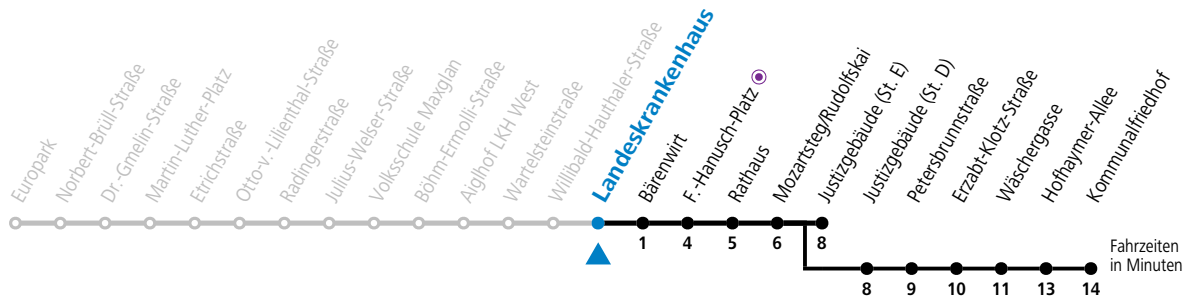 Europark
Norbert-Brüll-Straße
Dr.-Gmelin-Straße
Martin-Luther-Platz
Etrichstraße
Otto-v. -Lilienthal-Straße
Radingerstraße
Julius-Welser-Straße
Volksschule Maxglan
Böhm-Ermolli-Straße
Aiglhof LKH West
Wartelsteinstraße
Willibald-Hauthaler-Straße
Landeskrankenhaus
Bärenwirt
F.-Hanusch-Platz
Rathaus
Mozartsteg/Rudolfskai
Justizgebäude (St. E)
Justizgebäude (St. D)
Petersbrunnstraße
Erzabt-Klotz-Straße
Wäschergasse
Hofhaymer-Allee
Kommunalfriedhof
1 4 5 6 8
Fahrzeiten
in Minuten
8 9 10 11 13 14